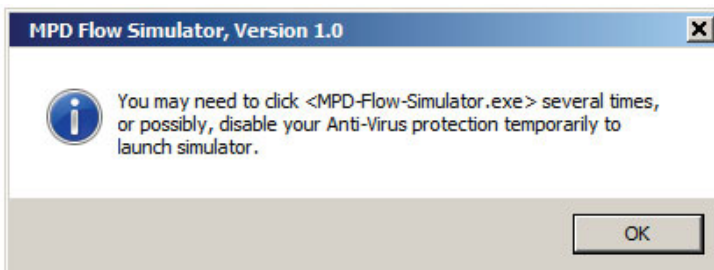 MPD Flow Simulator, Version 1.0
You may need to click <MPD-Flow-Simulator.exe> several times,
or possibly, disable your Anti-Virus protection temporarily to
launch simulator.
OK